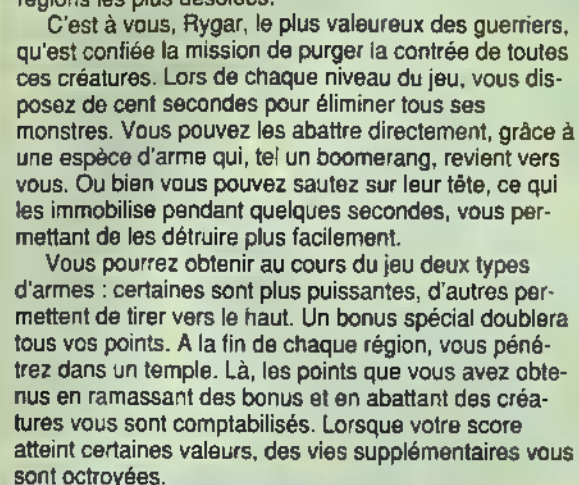 régions les plus désolées.
C'est à vous, Rygar, le plus valeureux des guerriers,
qu'est confiée la mission de purger la contrée de toutes
ces créatures. Lors de chaque niveau du jeu, vous dis-
posez de cent secondes pour éliminer tous ses
monstres. Vous pouvez les abattre directement, grâce à
une espèce d'arme qui, tel un boomerang, revient vers
vous. Ou bien vous pouvez sautez sur leur tête, ce qui
les immobilise pendant quelques secondes, vous per-
mettant de les détruire plus facilement.
Vous pourrez obtenir au cours du jeu deux types
d'armes : certaines sont plus puissantes, d'autres per-
mettent de tirer vers le haut. Un bonus spécial doublera
tous vos points. A la fin de chaque région, vous péné-
trez dans un temple. Là, les points que vous avez obte-
nus en ramassant des bonus et en abattant des créa-
tures vous sont comptabilisés. Lorsque votre score
atteint certaines valeurs, des vies supplémentaires vous
sont octroyées.